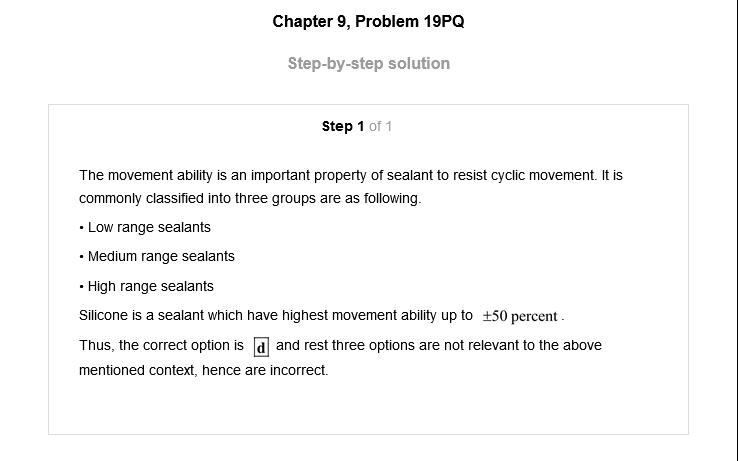 Chapter 9, Problem 19PQ
Step-by-step solution
Step 1 of 1
The movement ability is an important property of sealant to resist cyclic movement. It is
commonly classified into three groups are as following.
• Low range sealants
• Medium range sealants
• High range sealants
Silicone is a sealant which have highest movement ability up to ±50 percent .
Thus, the correct option is d and rest three options are not relevant to the above
mentioned context, hence are incorrect.